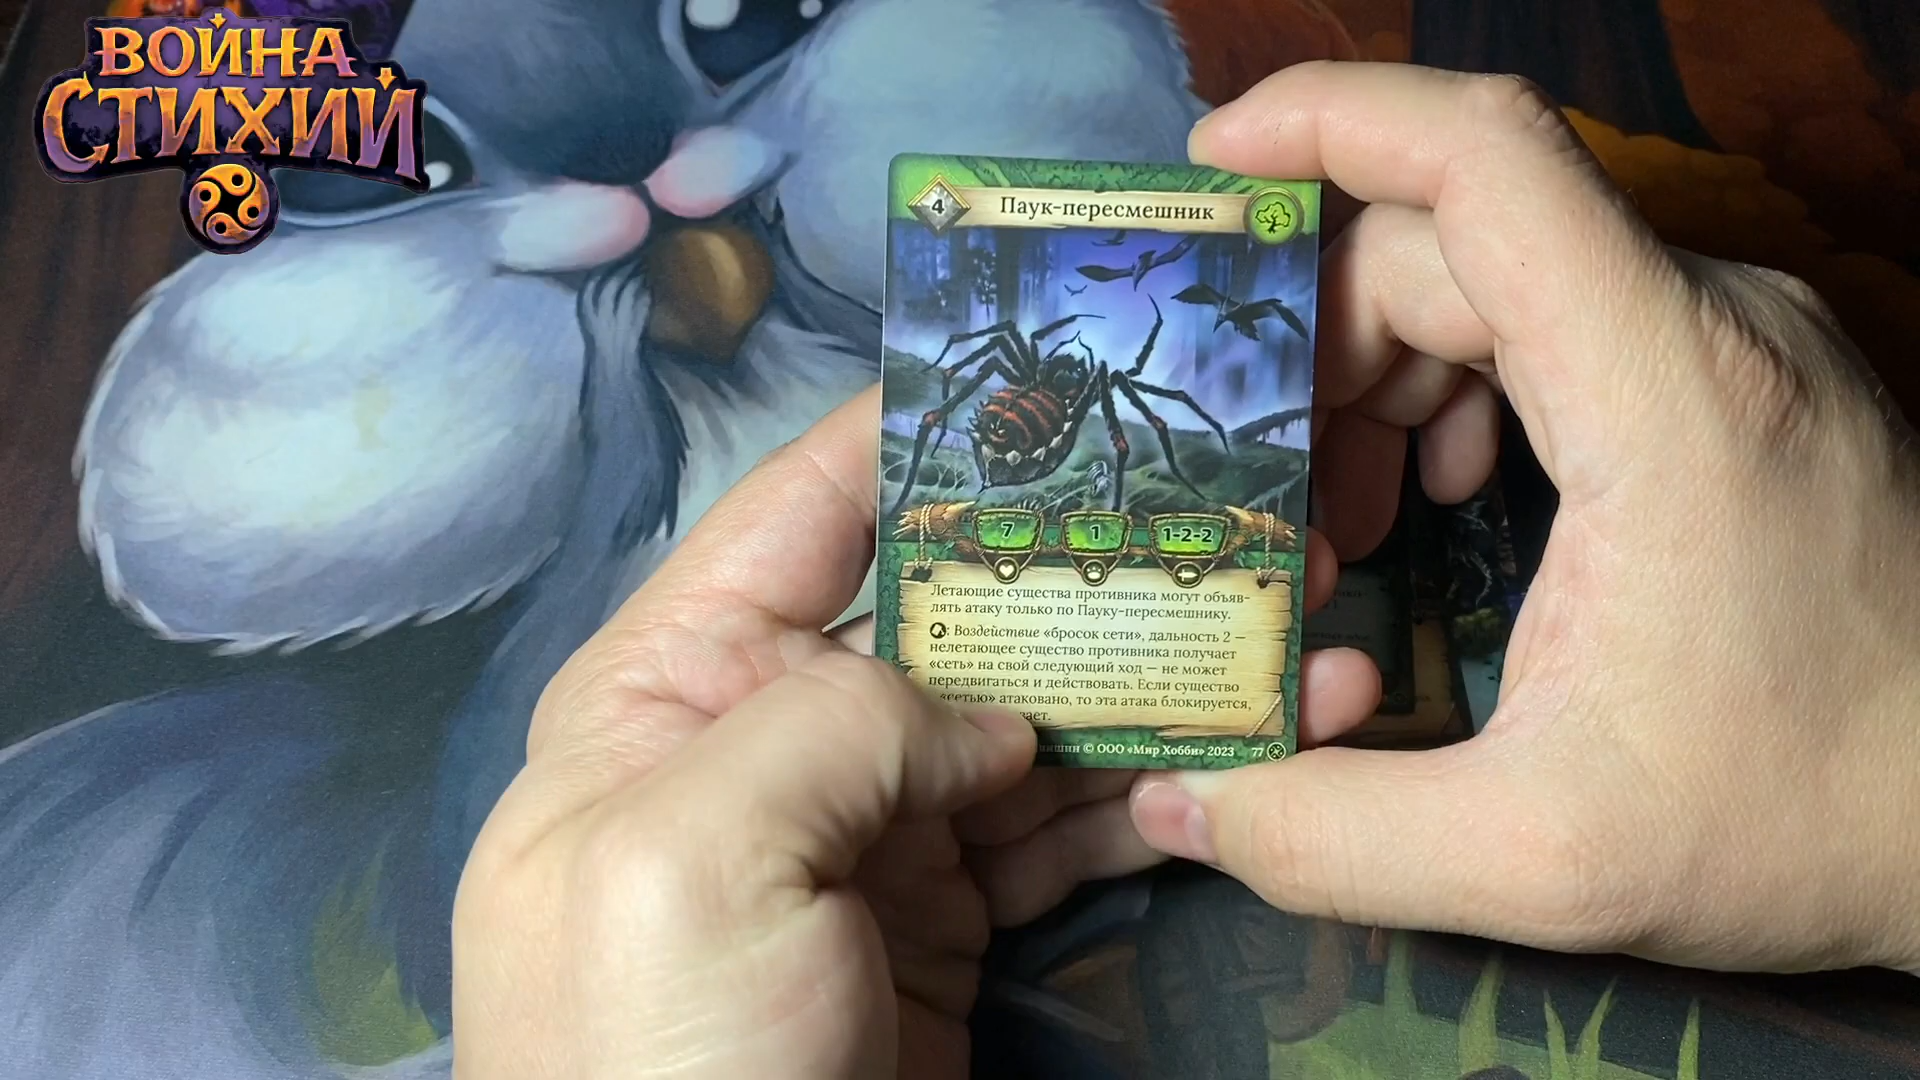 ВОЙНА
СТИХИЙ
4
Паук-пересмешник
7 1 1-2-2
Летающие существа противника могут объяв-
лять атаку только по Пауку-пересмешнику.
: Воздействие «бросок сети», дальность 2 —
нелетающее существо противника получает
«сеть» на свой следующий ход — не может
передвигаться и действовать. Если существо
«сетью» атаковано, то эта атака блокируется,
© ООО «Мир Хобби» 2023 77